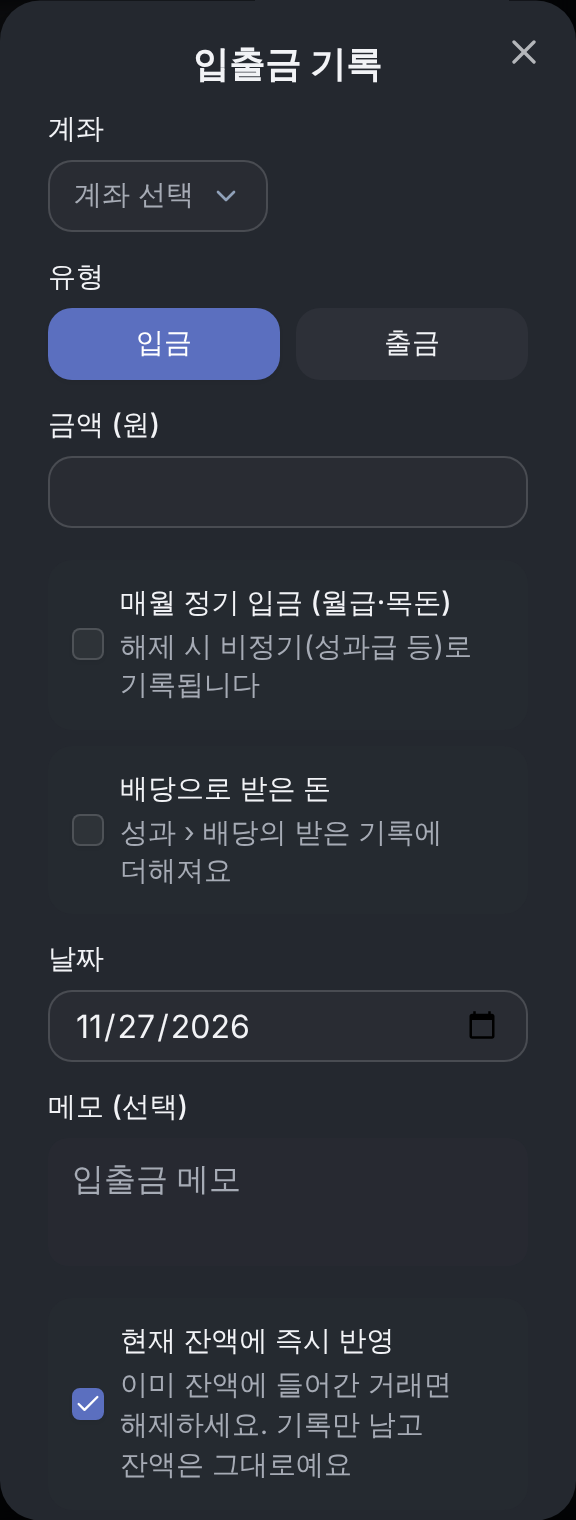 입출금 기록
계좌
계좌 선택
유형
입금
출금
금액 (원)
매월 정기 입금 (월급·목돈)
해제 시 비정기(성과급 등)로
기록됩니다
배당으로 받은 돈
성과 › 배당의 받은 기록에
더해져요
날짜
11/27/2026
메모 (선택)
입출금 메모
현재 잔액에 즉시 반영
이미 잔액에 들어간 거래면
해제하세요. 기록만 남고
잔액은 그대로예요